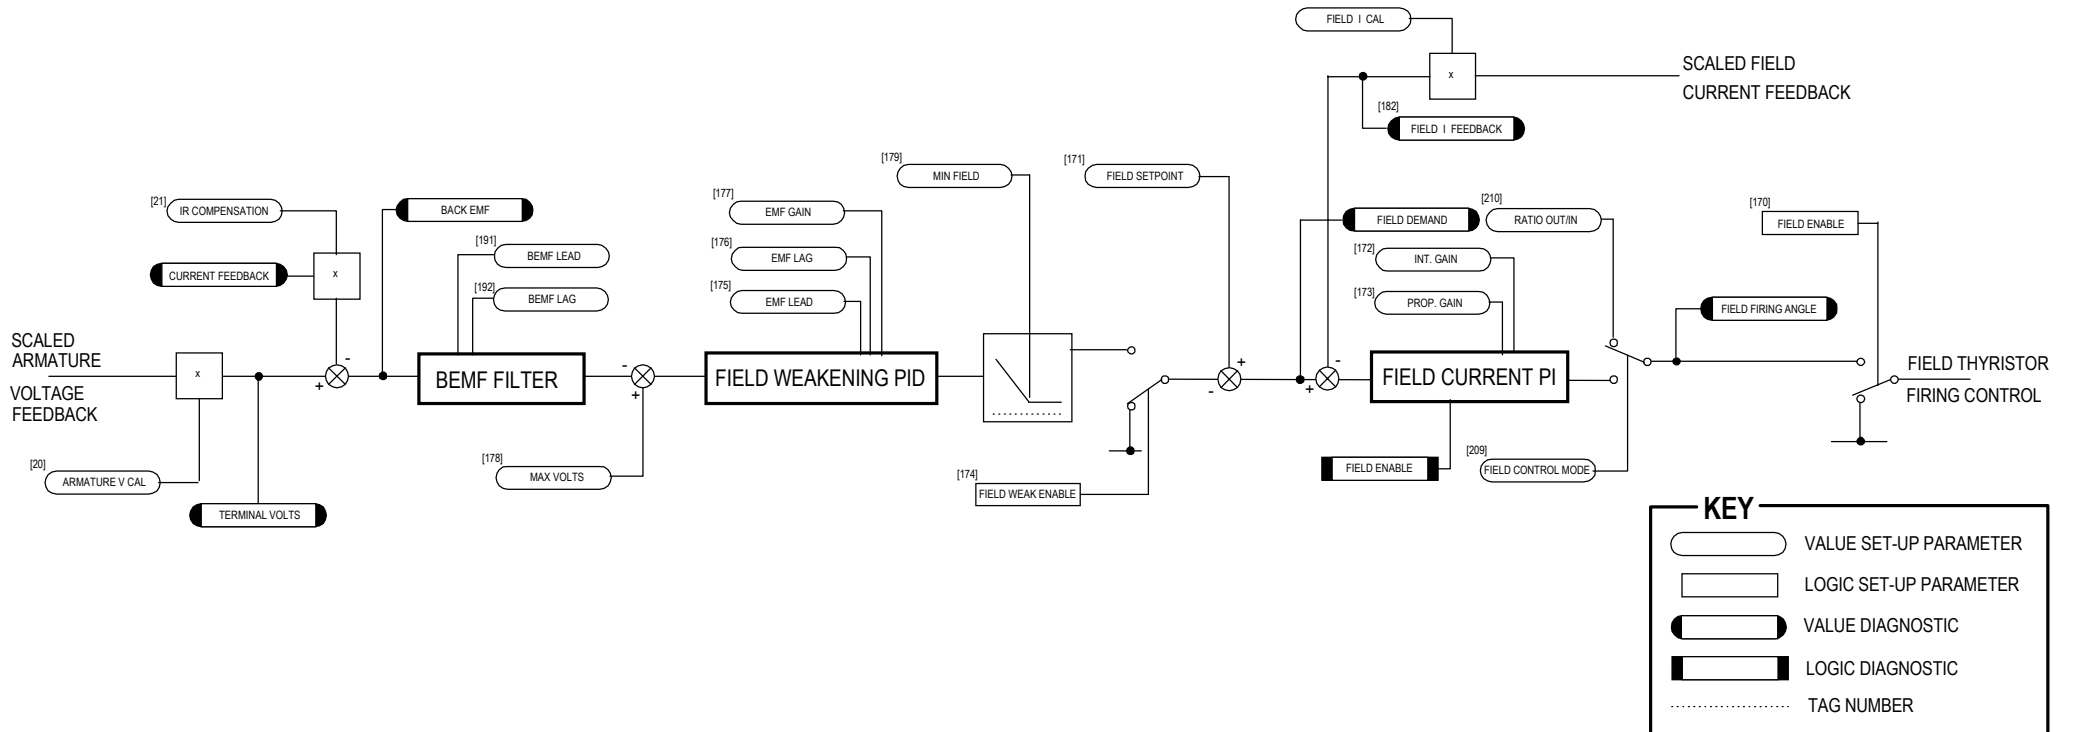 FIELD I CAL
x
SCALED FIELD
CURRENT FEEDBACK
[182]
FIELD I FEEDBACK
[179]
MIN FIELD
[171]
FIELD SETPOINT
[21]
IR COMPENSATION
BACK EMF
[177]
EMF GAIN
FIELD DEMAND
[210]
RATIO OUT/IN
[170]
FIELD ENABLE
[191]
BEMF LEAD
[176]
EMF LAG
[172]
INT. GAIN
CURRENT FEEDBACK
x
[192]
BEMF LAG
[175]
EMF LEAD
[173]
PROP. GAIN
FIELD FIRING ANGLE
SCALED
ARMATURE
VOLTAGE
FEEDBACK
x
-
+
BEMF FILTER
-
+
FIELD WEAKENING PID
+
-
-
+
FIELD CURRENT PI
FIELD THYRISTOR
FIRING CONTROL
[20]
ARMATURE V CAL
TERMINAL VOLTS
[178]
MAX VOLTS
[174]
FIELD WEAK ENABLE
FIELD ENABLE
[209]
FIELD CONTROL MODE
KEY
VALUE SET-UP PARAMETER
LOGIC SET-UP PARAMETER
VALUE DIAGNOSTIC
LOGIC DIAGNOSTIC
TAG NUMBER